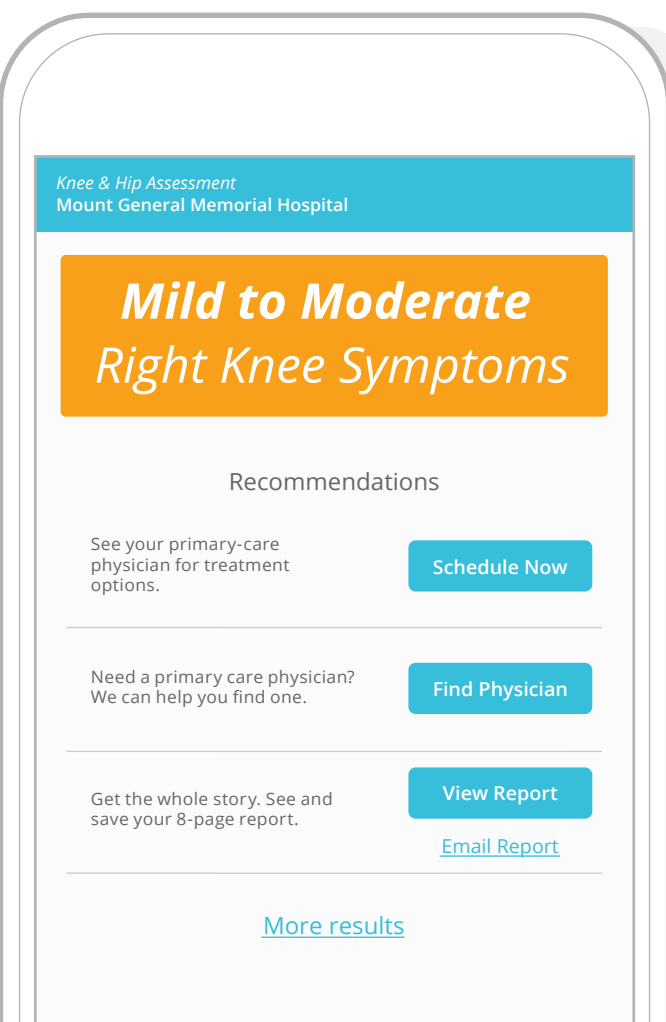 Knee & Hip Assessment
Mount General Memorial Hospital
Mild to Moderate
Right Knee Symptoms
Recommendations
See your primary-care
physician for treatment
options.
Schedule Now
Need a primary care physician?
We can help you find one.
Find Physician
Get the whole story. See and
save your 8-page report.
View Report
Email Report
More results